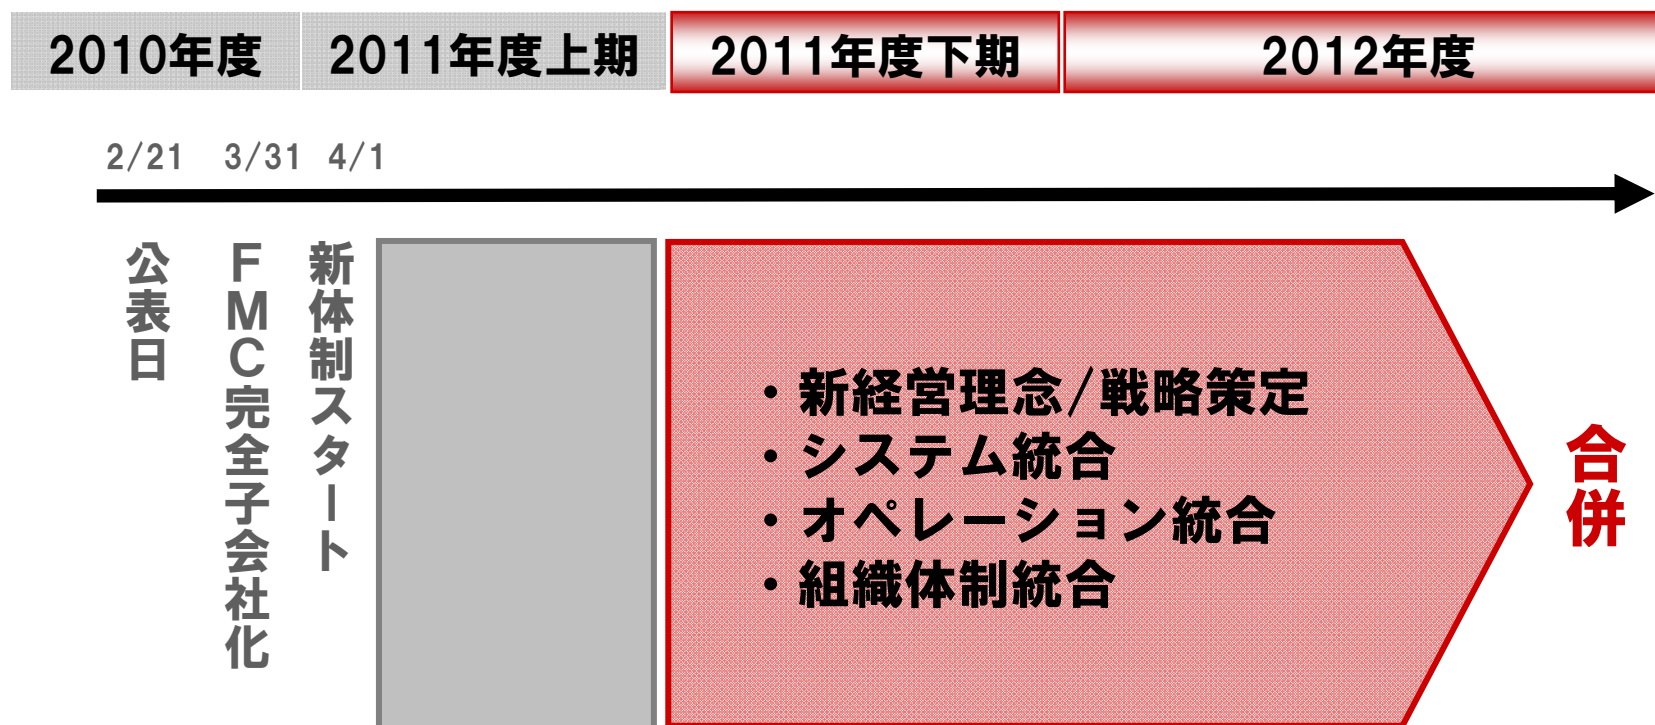 2010年度
2011年度上期
2011年度下期
2012年度
2/21
3/31
4/1
公表日
FMC完全子会社化
新体制スタート
・新経営理念/戦略策定
・システム統合
・オペレーション統合
・組織体制統合
合併